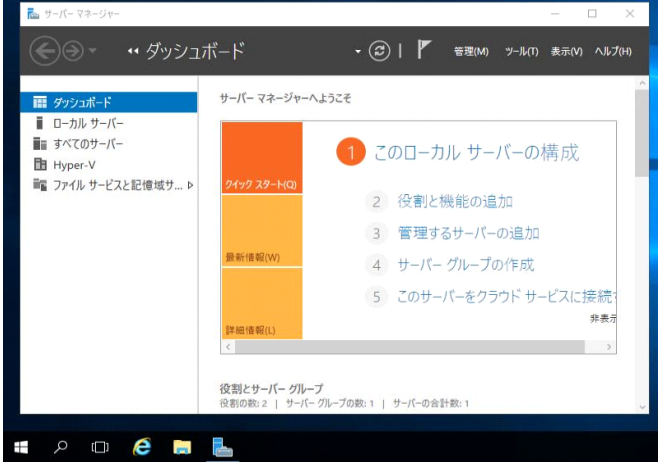 サーバー マネージャー
ダッシュボード
管理(M) ツール(T) 表示(V) ヘルプ(H)
ダッシュボード
ローカル サーバー
すべてのサーバー
Hyper-V
ファイル サービスと記憶域サ...
サーバー マネージャーへようこそ
クイック スタート(Q)
最新情報(W)
詳細情報(L)
1 このローカル サーバーの構成
2 役割と機能の追加
3 管理するサーバーの追加
4 サーバー グループの作成
5 このサーバーをクラウド サービスに接続
非表示
役割とサーバー グループ
役割の数: 2 | サーバー グループの数: 1 | サーバーの合計数: 1